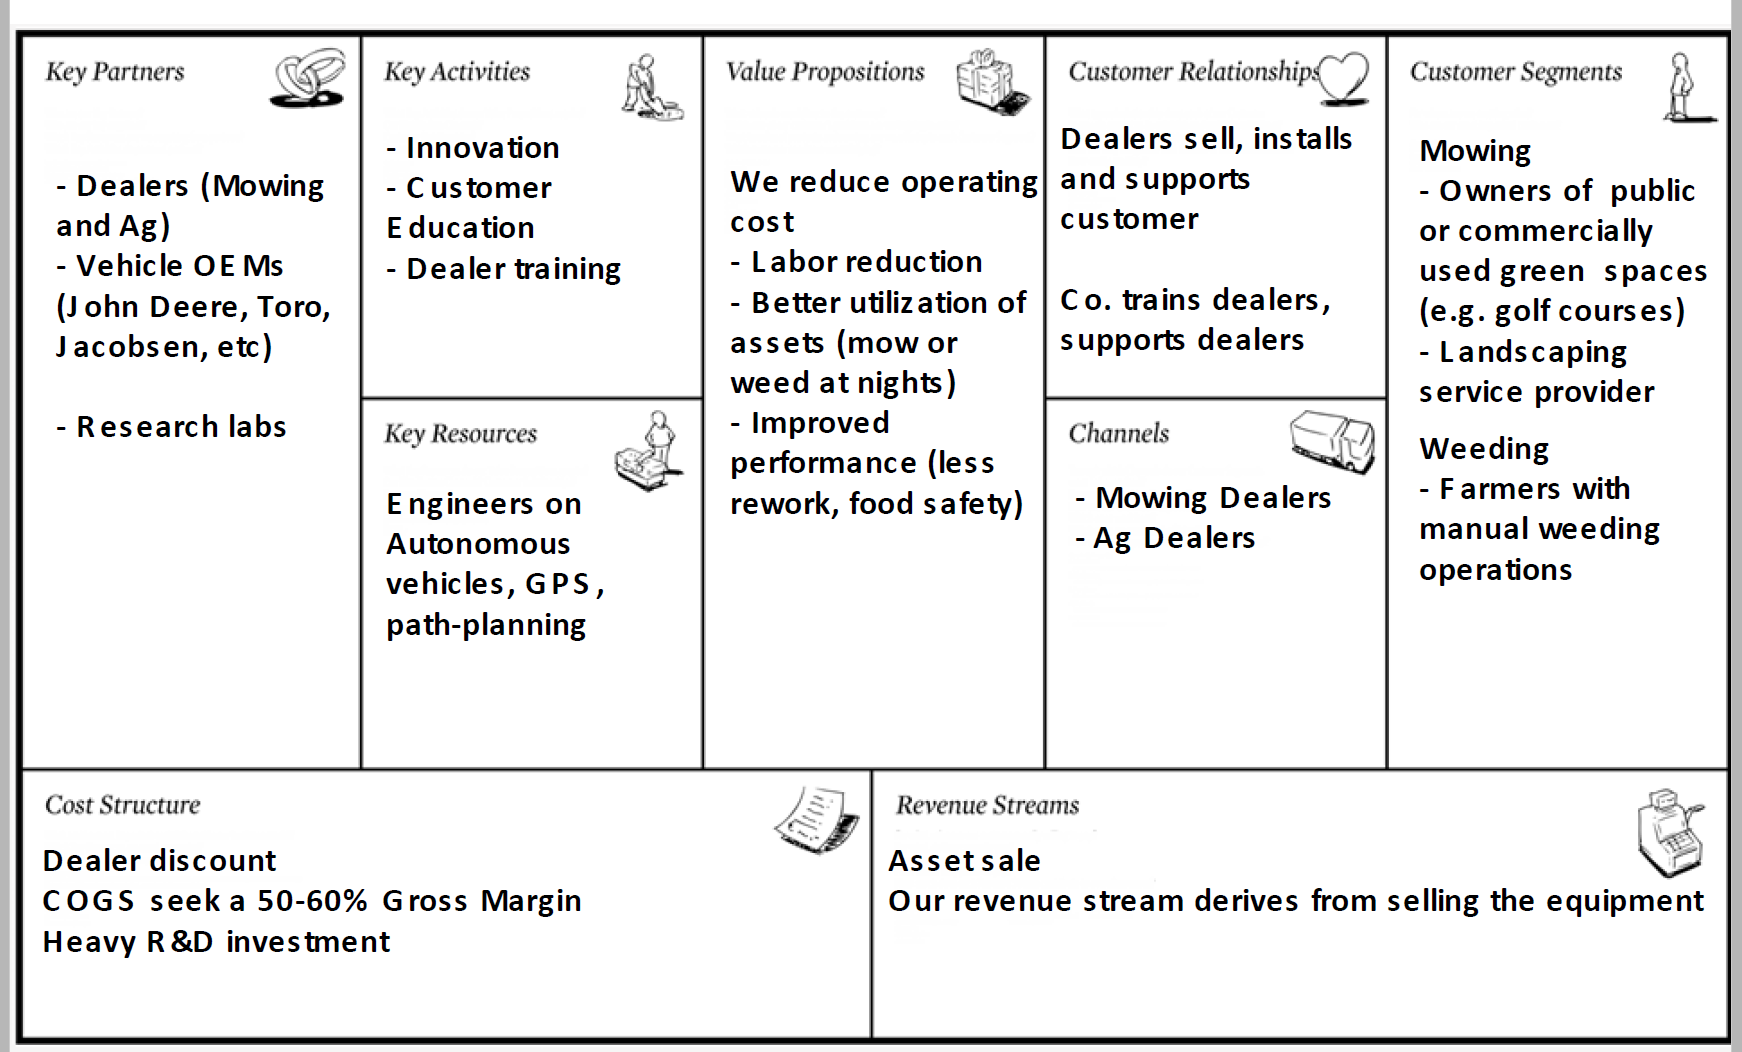 Key Partners
- Dealers (Mowing
and Ag)
- Vehicle OEMs
(John Deere, Toro,
Jacobsen, etc)
- Research labs
Key Activities
- Innovation
- Customer
Education
- Dealer training
Key Resources
Engineers on
Autonomous
vehicles, GPS,
path-planning
Value Propositions
We reduce operating
cost
- Labor reduction
- Better utilization of
assets (mow or
weed at nights)
- Improved
performance (less
rework, food safety)
Customer Relationships
Dealers sell, installs
and supports
customer
Co. trains dealers,
supports dealers
Channels
- Mowing Dealers
- Ag Dealers
Customer Segments
Mowing
- Owners of public
or commercially
used green spaces
(e.g. golf courses)
- Landscaping
service provider
Weeding
- Farmers with
manual weeding
operations
Cost Structure
Dealer discount
COGS seek a 50-60% Gross Margin
Heavy R&D investment
Revenue Streams
Asset sale
Our revenue stream derives from selling the equipment